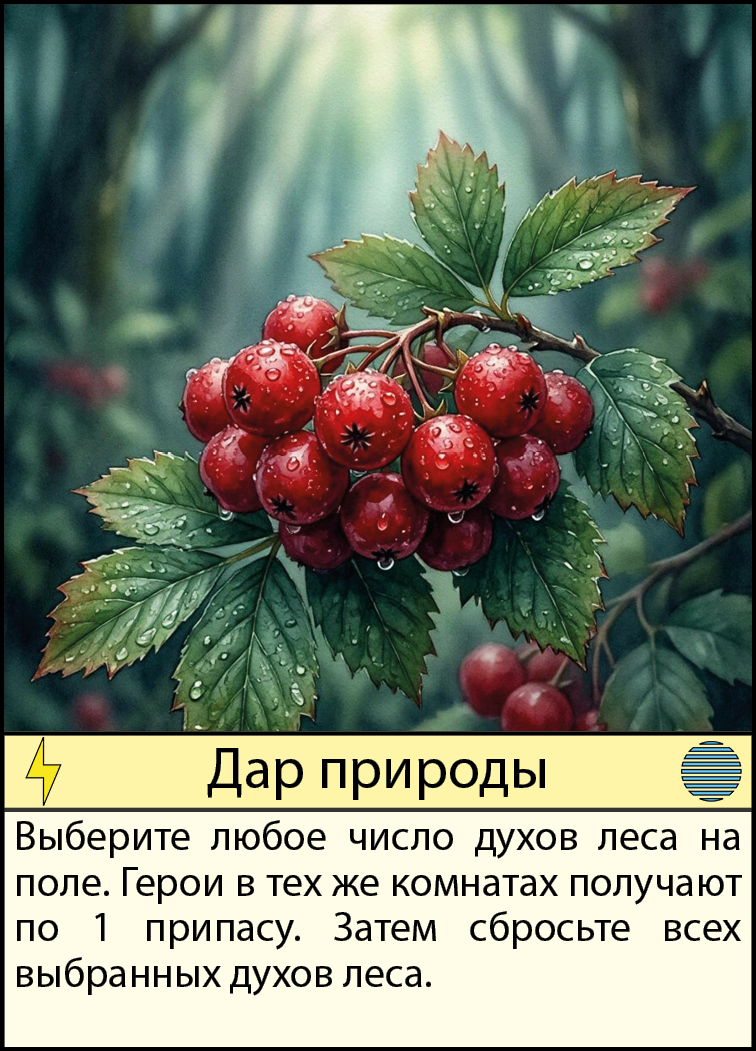 Дар природы
Выберите любое число духов леса на
поле. Герои в тех же комнатах получают
по 1 припасу. Затем сбросьте всех
выбранных духов леса.